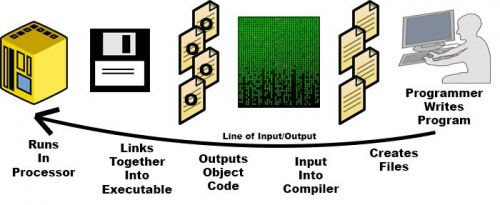 Programmer
Writes
Program
Line of Input/Output
Runs
In
Processor
Links
Together
Into
Executable
Outputs
Object
Code
Input
Into
Compiler
Creates
Files
O
O
O
O